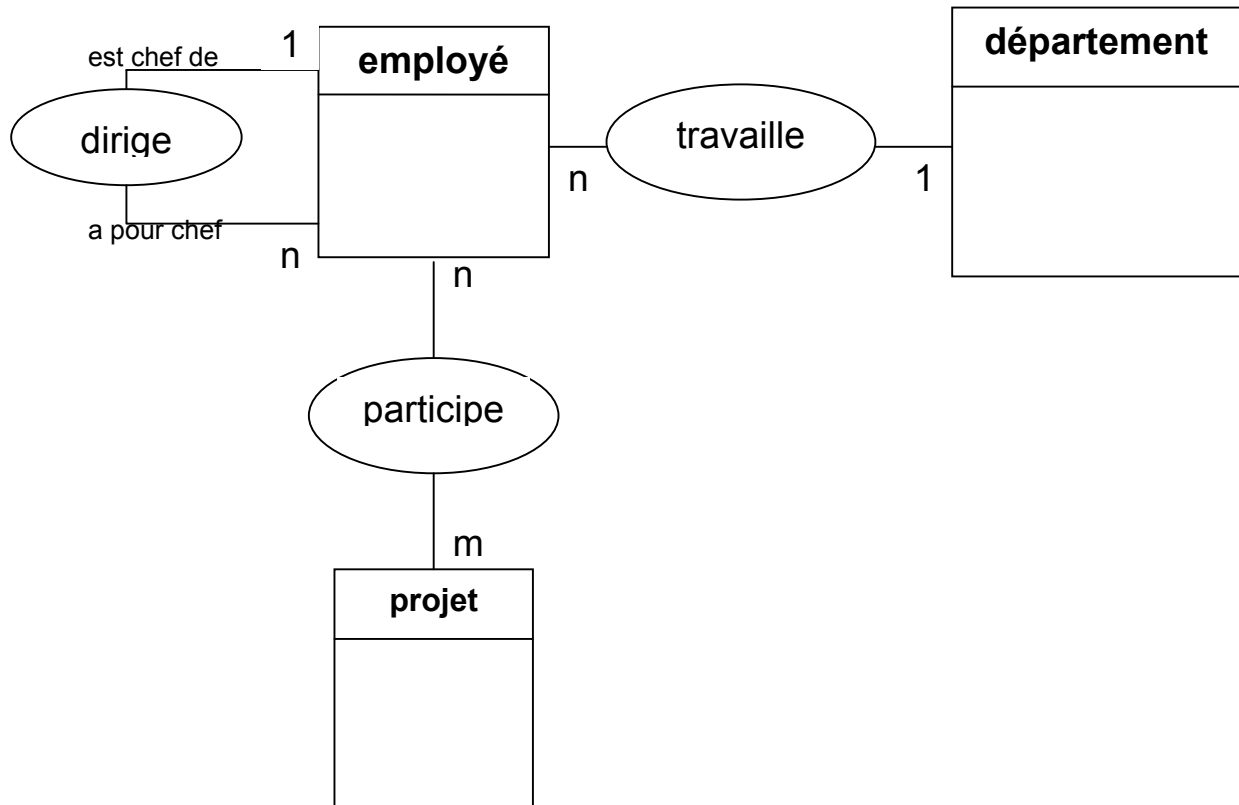 est chef de
1
employé
département
dirige
travaille
n
1
a pour chef
n
n
participe
m
projet